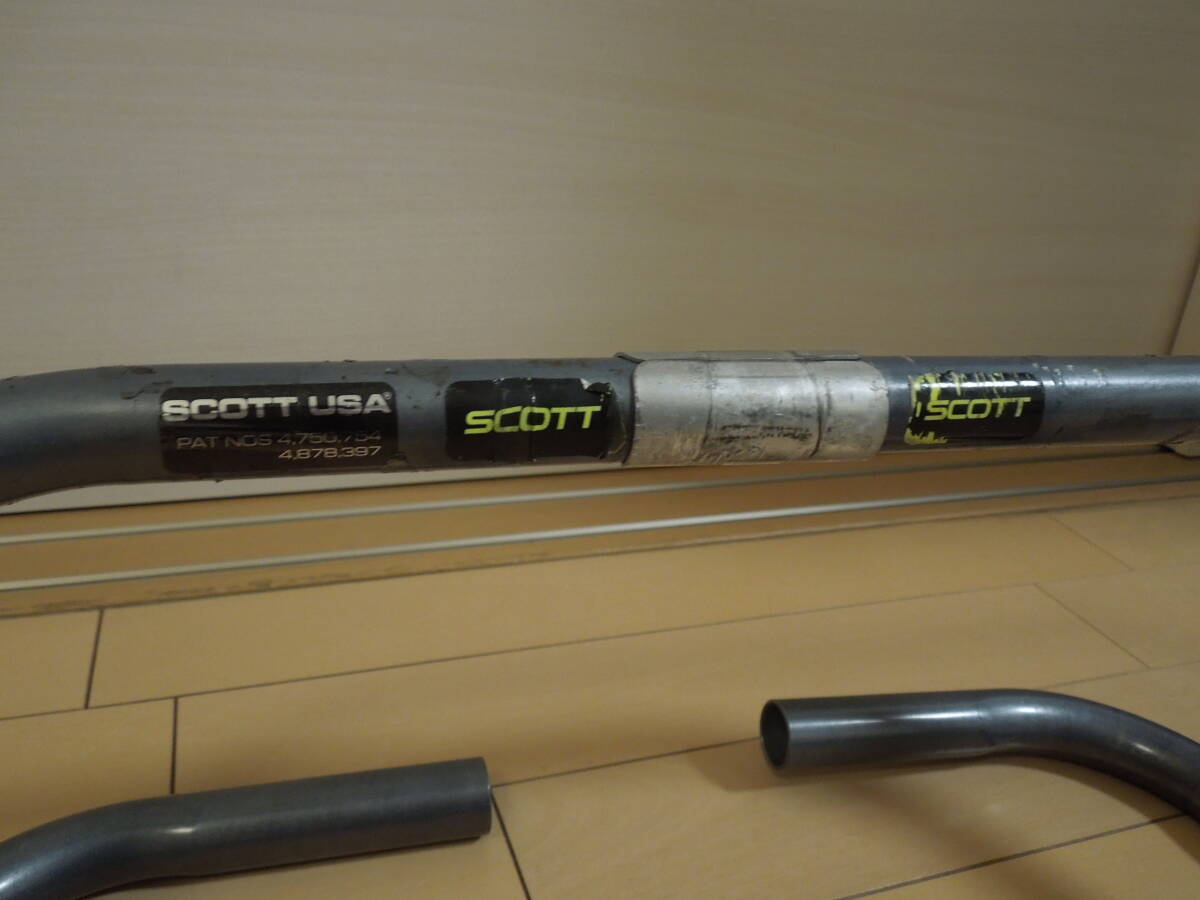 SCOTT USA®
PAT NOS 4,750,754
4,878,397
SCOTT
SCOTT